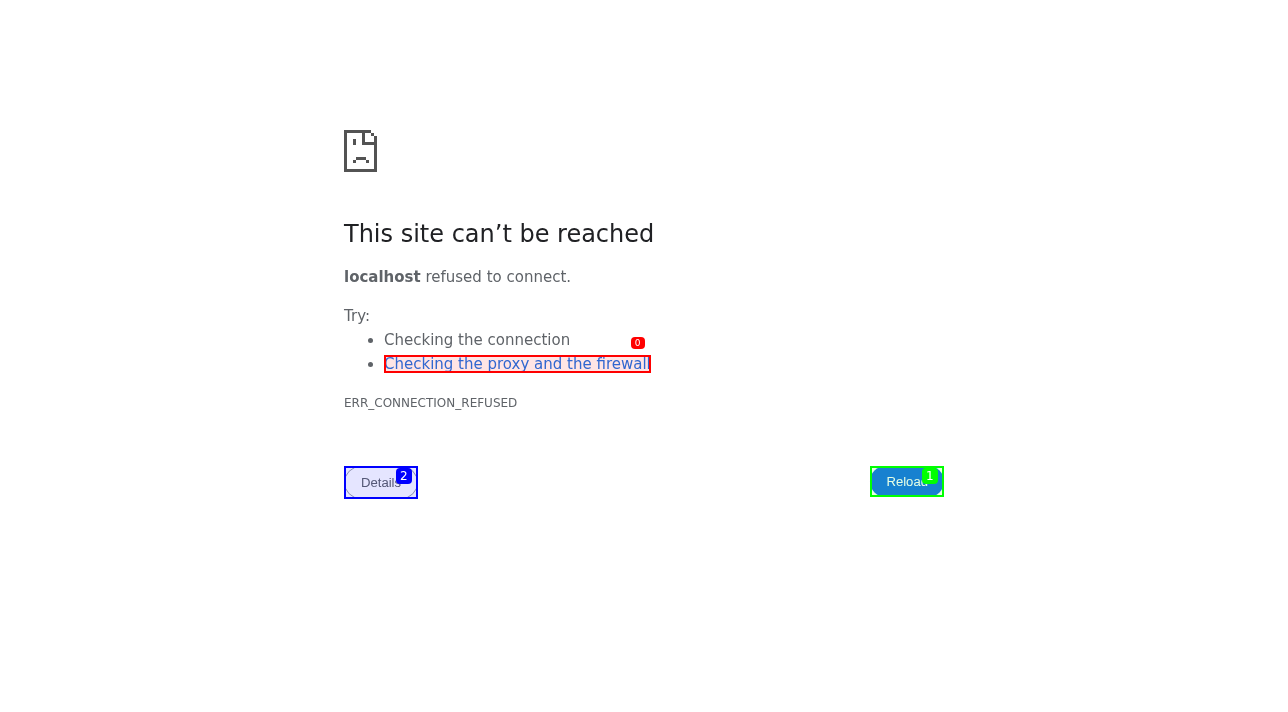 This site can’t be reached
localhost refused to connect.
Try:
Checking the connection
0
Checking the proxy and the firewall
ERR_CONNECTION_REFUSED
Details 2
Reload 1